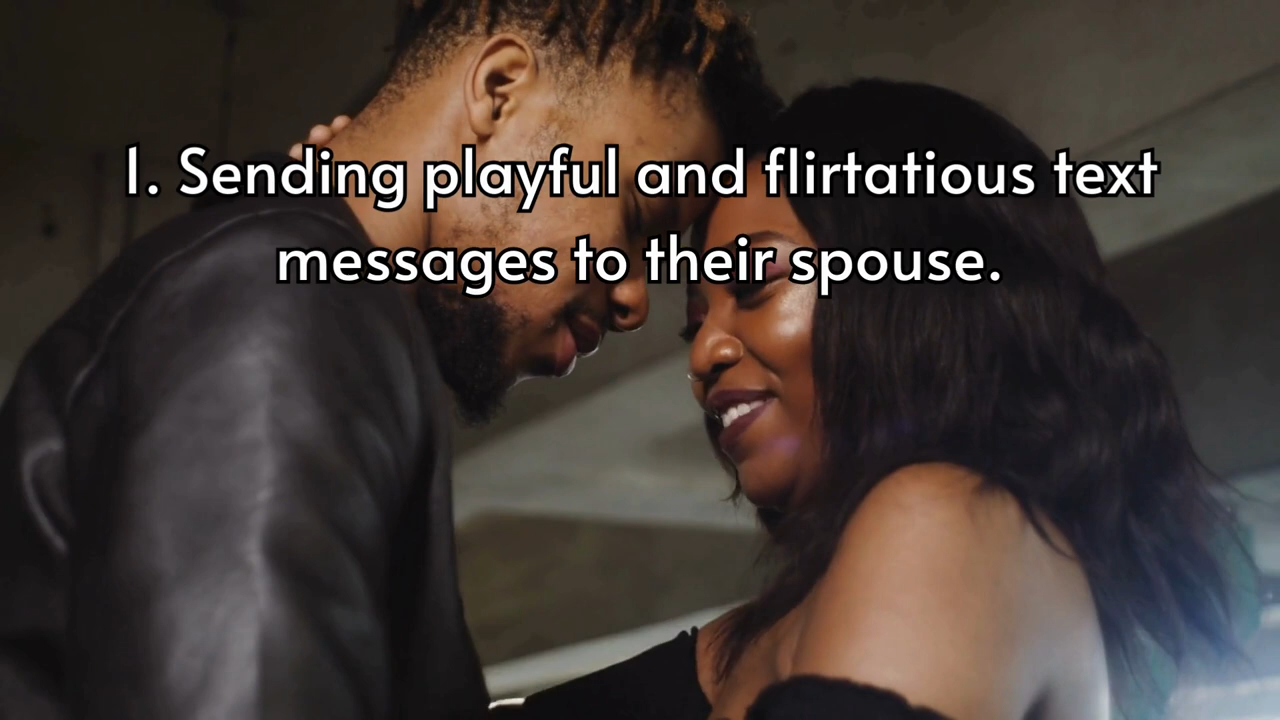 1. Sending playful and flirtatious text
messages to their spouse.